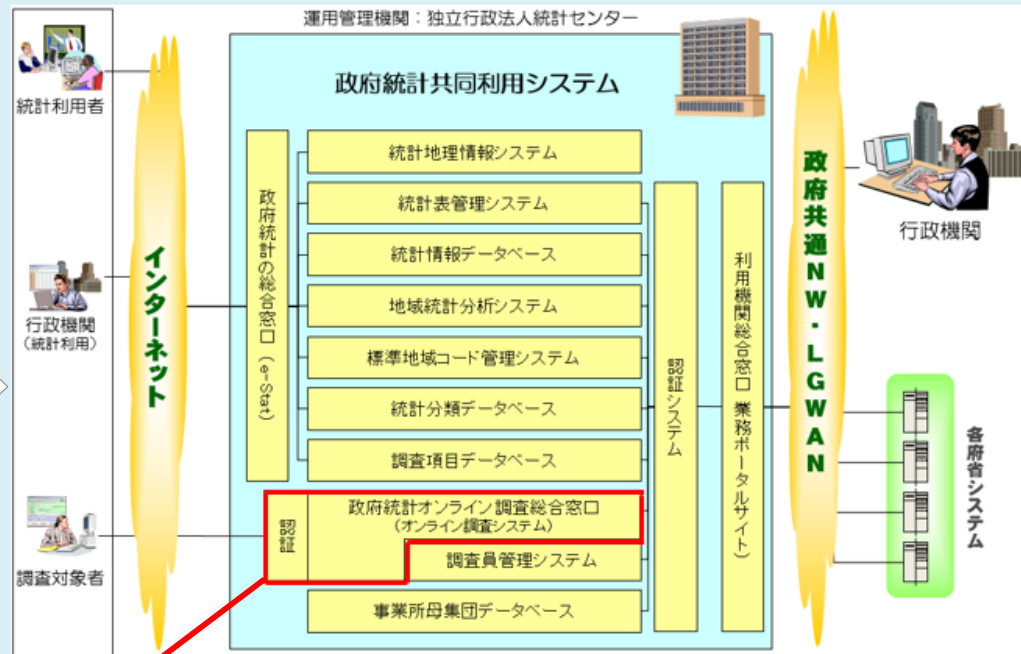 運用管理機関：独立行政法人統計センター
政府統計共同利用システム
統計利用者
行政機関
（統計利用）
調査対象者
インターネット
政府統計の総合窓口（e-Stat）
統計地理情報システム
統計表管理システム
統計情報データベース
地域統計分析システム
標準地域コード管理システム
統計分類データベース
調査項目データベース
認証
政府統計オンライン調査総合窓口
（オンライン調査システム）
調査員管理システム
事業所母集団データベース
認証システム
利用機関総合窓口（業務ポータルサイト）
政府共通NW・LGWAN
行政機関
各府省システム